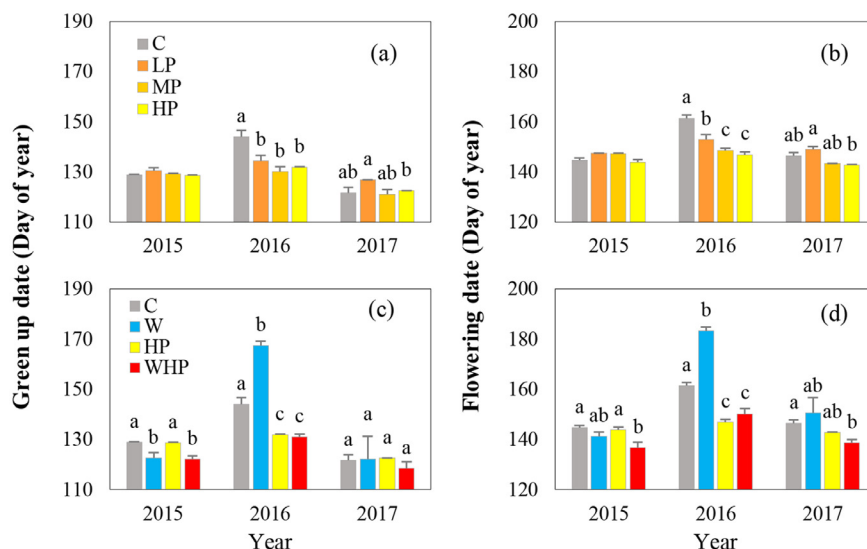 Green up date (Day of year)
190
170
150
130
110
C
LP
MP
HP
(a)
a
b
b
b
ab
a
ab
b
2015
2016
2017
Flowering date (Day of year)
200
180
160
140
120
(b)
a
b
c
c
ab
a
b
b
2015
2016
2017
190
170
150
130
110
C
W
HP
WHP
(c)
a
b
a
b
a
b
c
c
a
a
a
a
2015
2016
2017
Year
200
180
160
140
120
(d)
a
ab
a
b
a
b
c
c
a
ab
ab
b
2015
2016
2017
Year